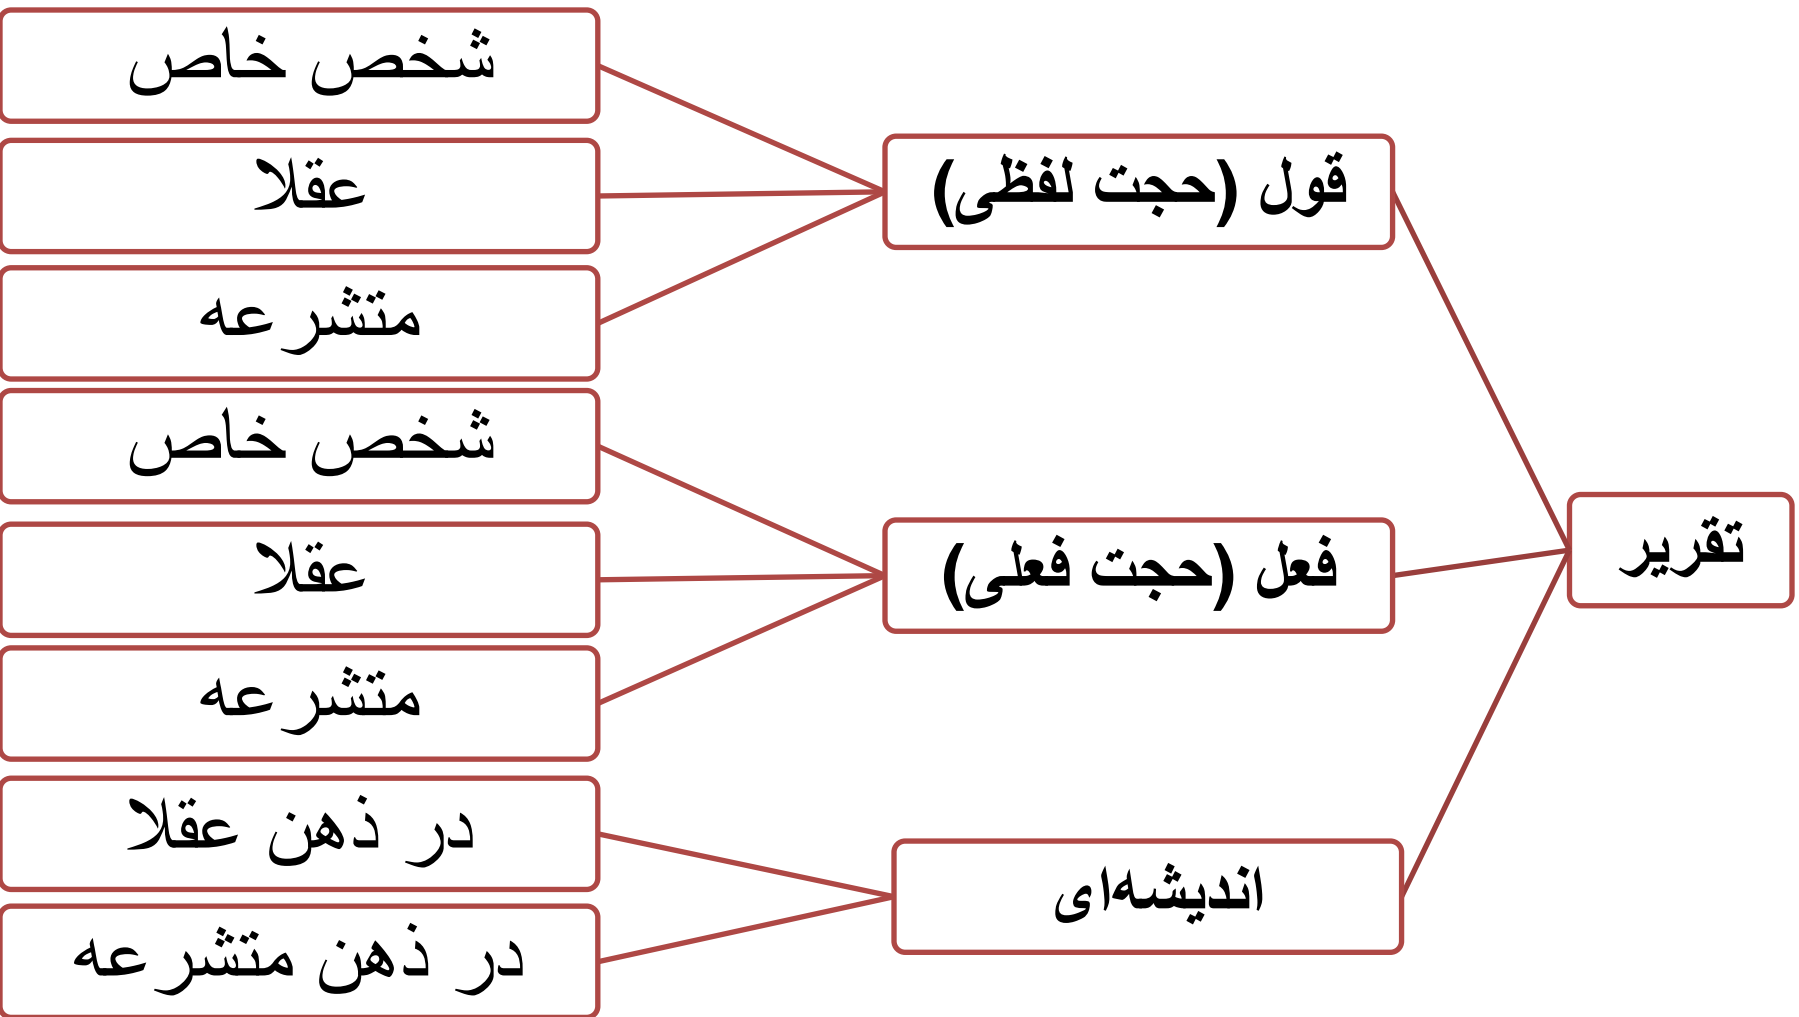 تقریر
قول (حجت لفظی)
شخص خاص
عقلا
متشرعه
فعل (حجت فعلی)
شخص خاص
عقلا
متشرعه
اندیشه‌ای
در ذهن عقلا
در ذهن متشرعه